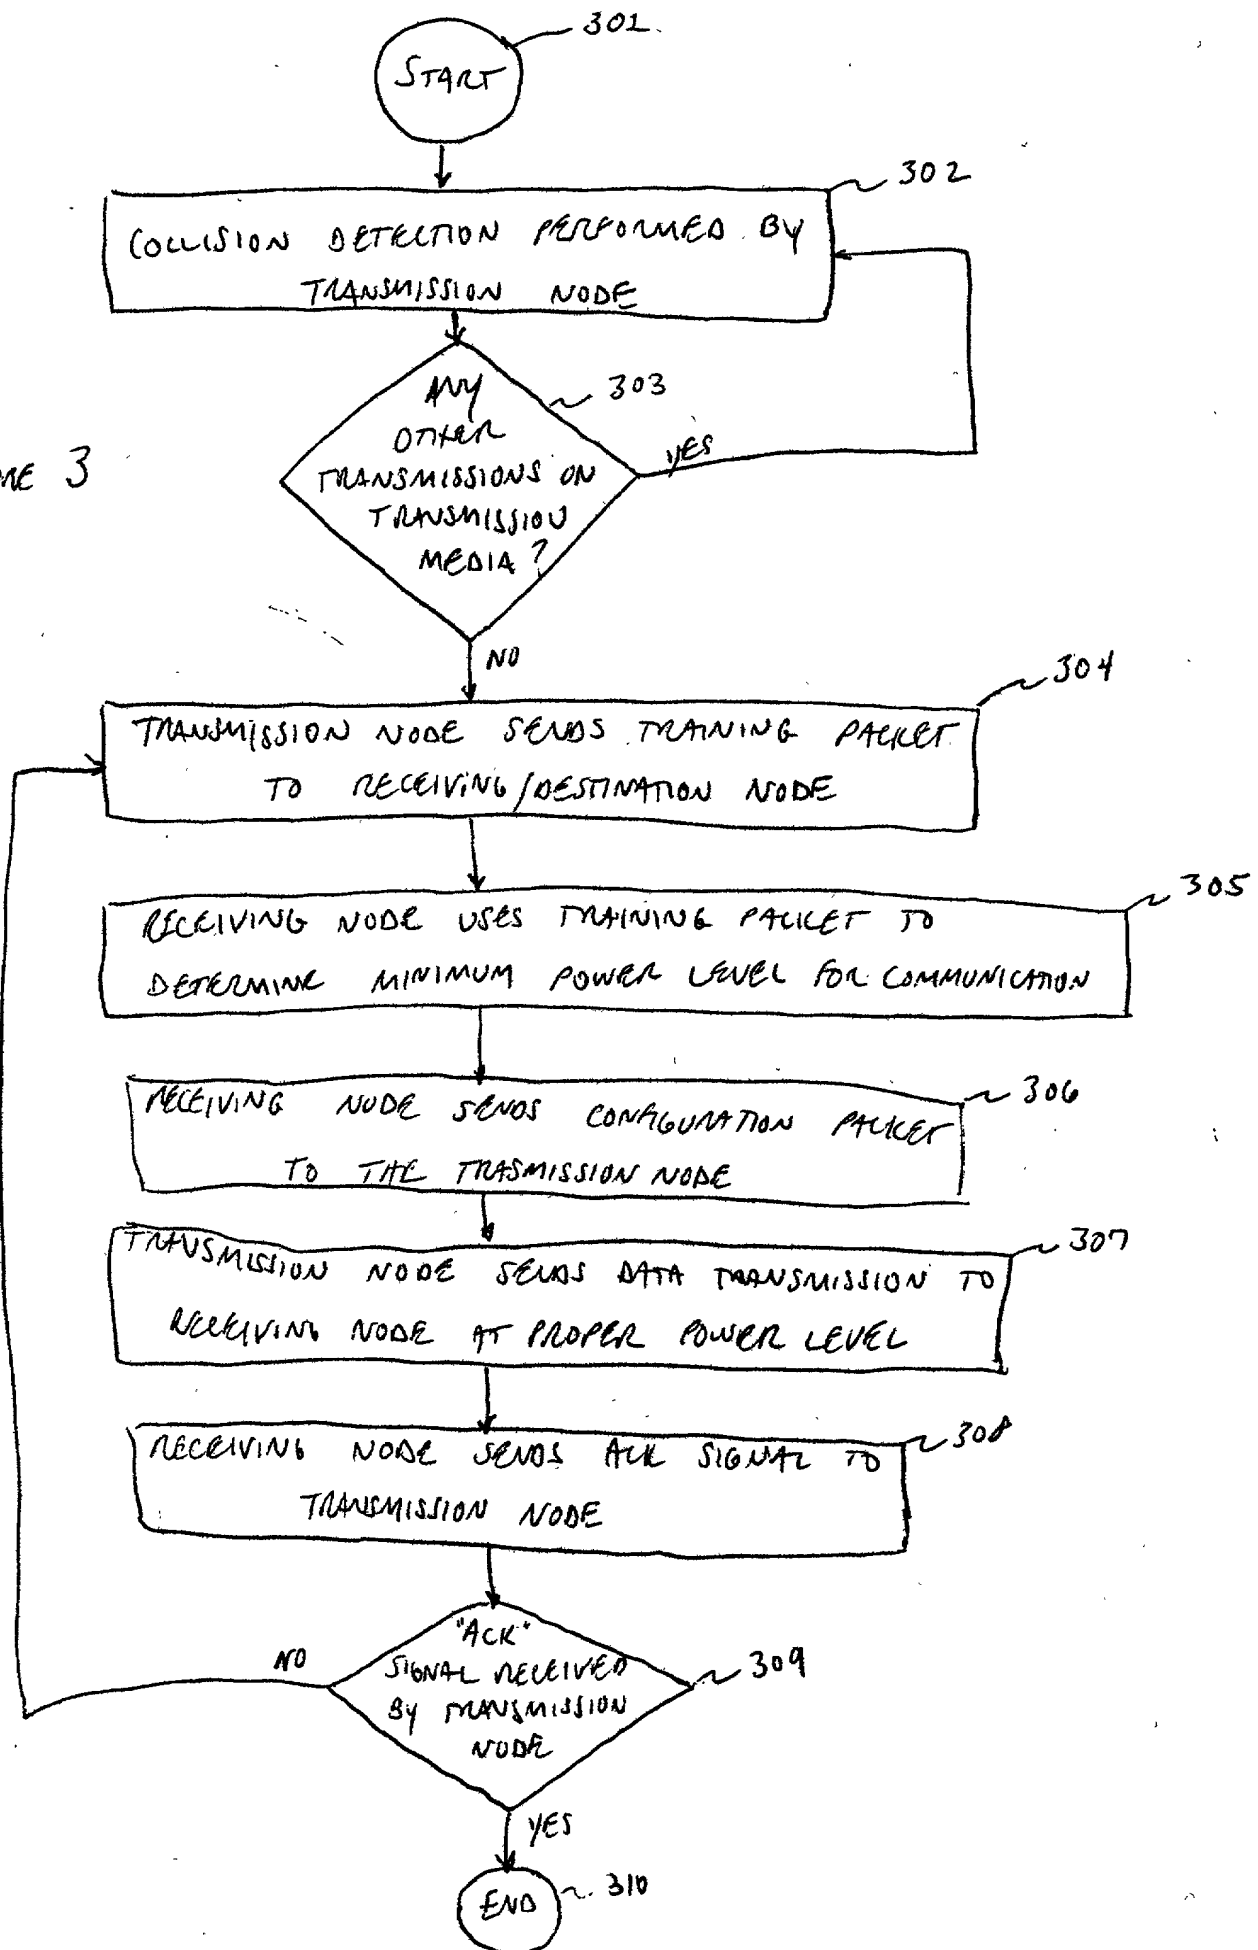 301
START
302
COLLISION DETECTION PERFORMED BY
TRANSMISSION NODE
303
ANY
OTHER
TRANSMISSIONS ON
TRANSMISSION
MEDIA?
YES
3
NO
304
TRANSMISSION NODE SENDS TRAINING PACKET
TO RECEIVING/DESTINATION NODE
305
RECEIVING NODE USES TRAINING PACKET TO
DETERMINE MINIMUM POWER LEVEL FOR COMMUNICATION
306
RECEIVING NODE SENDS CONFIGURATION PACKET
TO THE TRASMISSION NODE
307
TRANSMISSION NODE SENDS DATA TRANSMISSION TO
RECEIVING NODE AT PROPER POWER LEVEL
308
RECEIVING NODE SENDS ACK SIGNAL TO
TRANSMISSION NODE
"ACK"
SIGNAL RECEIVED
BY TRANSMISSION
NODE
309
NO
YES
END
310